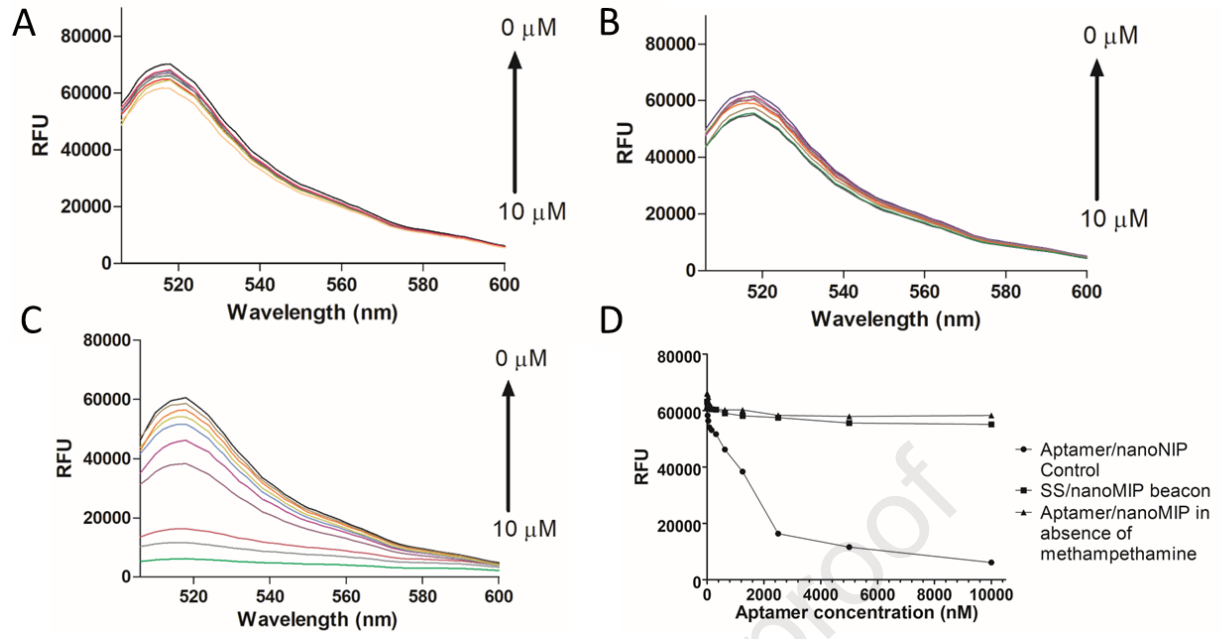 A
80000
60000
40000
20000
0
RFU
520
540
560
580
600
Wavelength (nm)
0 µM
10 µM
B
80000
60000
40000
20000
0
RFU
520
540
560
580
600
Wavelength (nm)
0 µM
10 µM
C
80000
60000
40000
20000
0
RFU
520
540
560
580
600
Wavelength (nm)
0 µM
10 µM
D
80000
60000
40000
20000
0
RFU
0
2000
4000
6000
8000
10000
Aptamer concentration (nM)
Aptamer/nanoNIP
Control
SS/nanoMIP beacon
Aptamer/nanoMIP in
absence of
methampethamine
proof